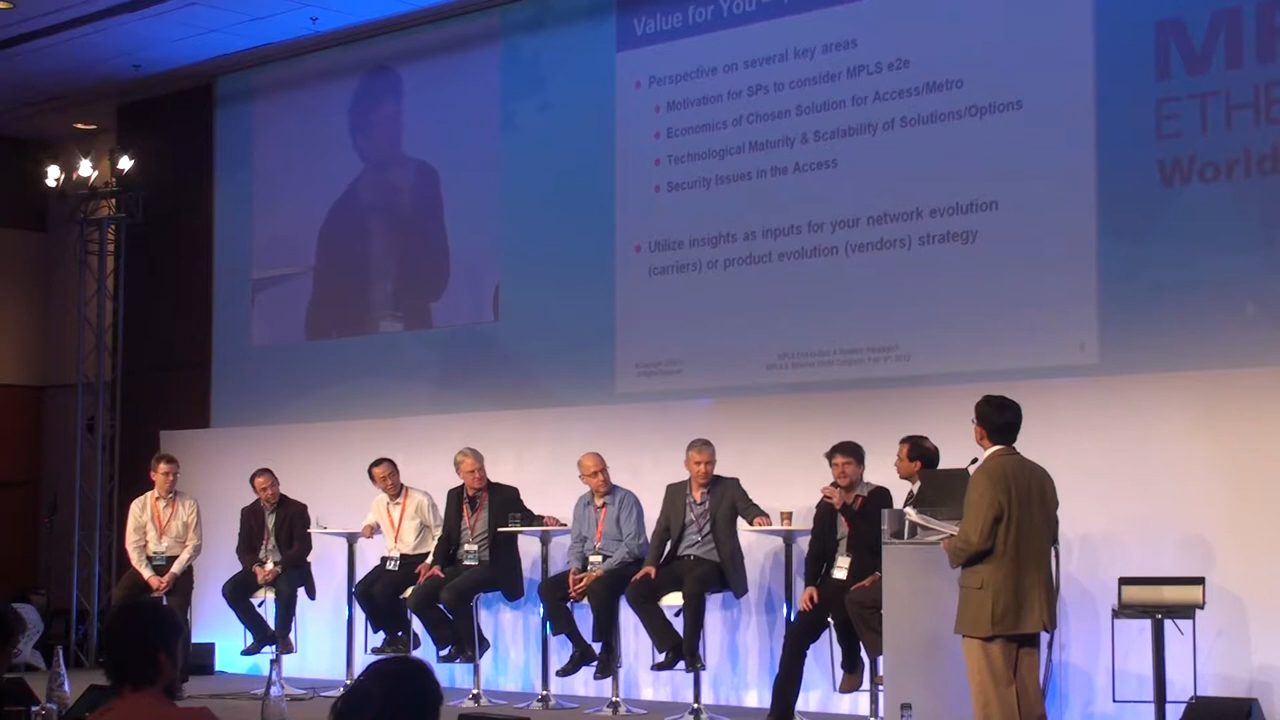 Value for You
Perspective on several key areas
Motivation for SPs to consider MPLS e2e
Economics of Chosen Solution for Access/Metro
Technological Maturity & Scalability of Solutions/Options
Security Issues in the Access
Utilize insights as inputs for your network evolution
(carriers) or product evolution (vendors) strategy
ETHE
World